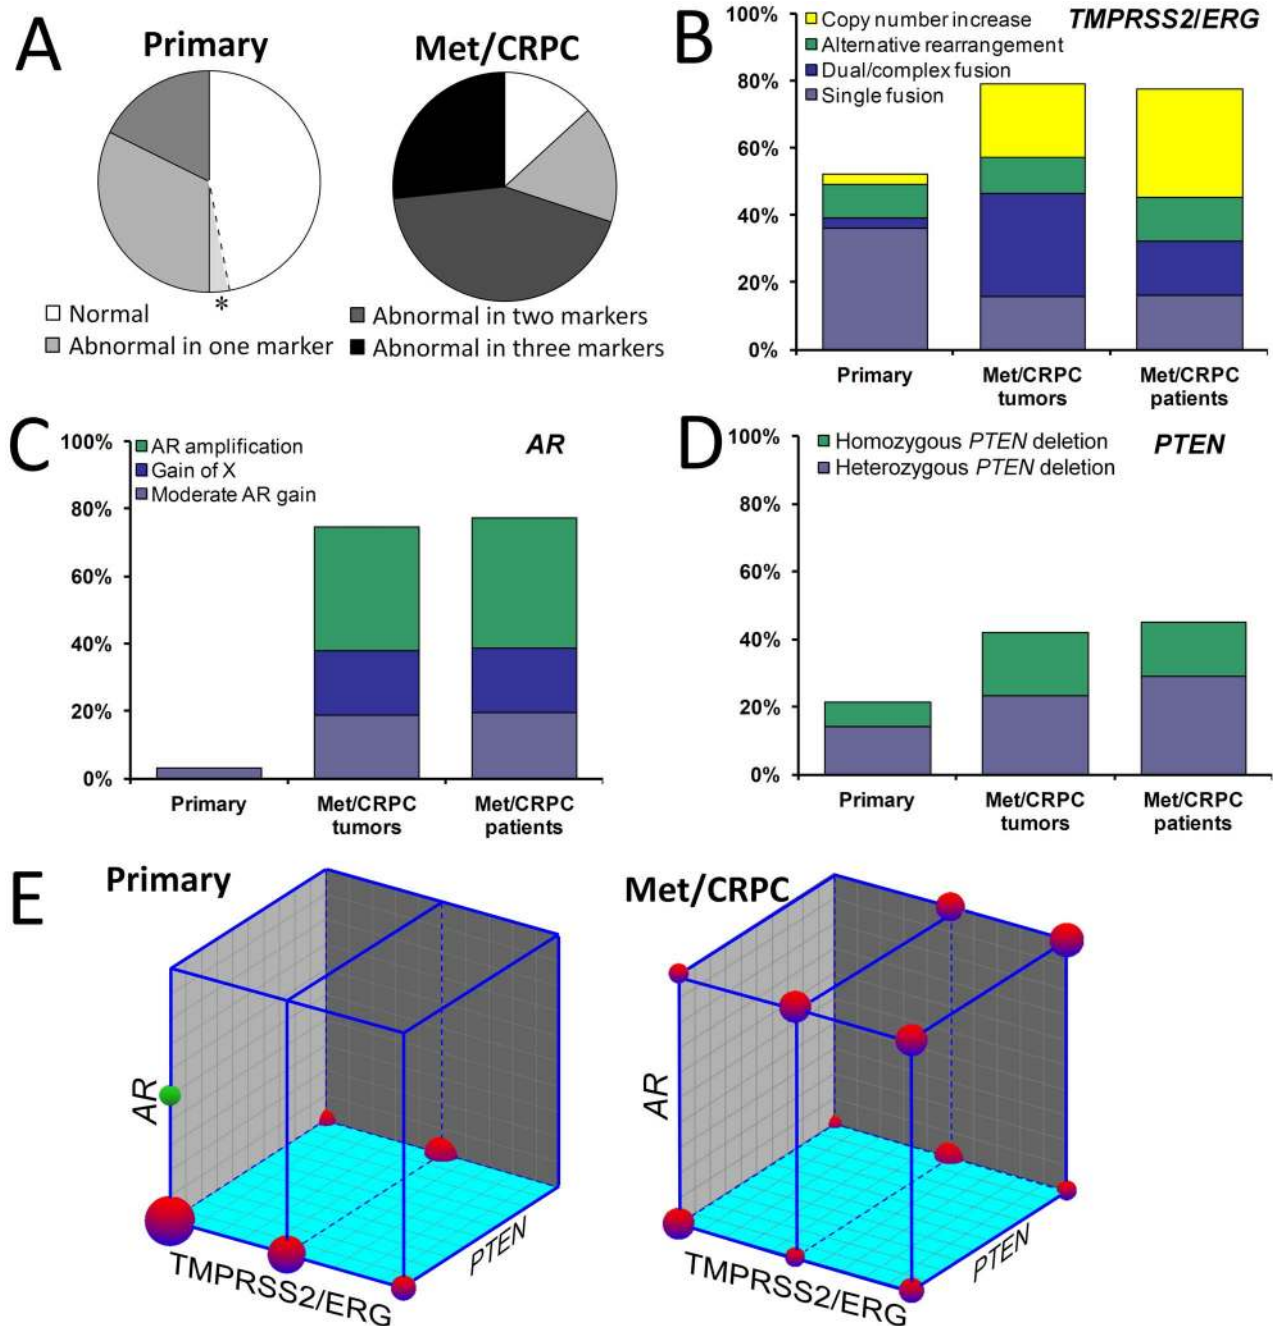 A
Primary
Met/CRPC
*
Normal
Abnormal in one marker
Abnormal in two markers
Abnormal in three markers
B
TMPRSS2/ERG
Copy number increase
Alternative rearrangement
Dual/complex fusion
Single fusion
100%
80%
60%
40%
20%
0%
Primary
Met/CRPC
tumors
Met/CRPC
patients
C
AR
AR amplification
Gain of X
Moderate AR gain
100%
80%
60%
40%
20%
0%
Primary
Met/CRPC
tumors
Met/CRPC
patients
D
PTEN
Homozygous PTEN deletion
Heterozygous PTEN deletion
100%
80%
60%
40%
20%
0%
Primary
Met/CRPC
tumors
Met/CRPC
patients
E
Primary
AR
TMPRSS2/ERG
PTEN
Met/CRPC
AR
TMPRSS2/ERG
PTEN